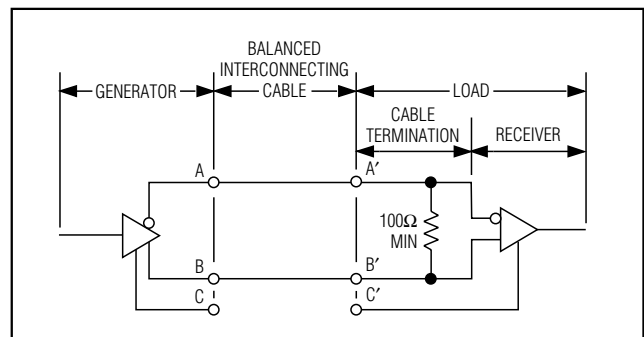 BALANCED
INTERCONNECTING
CABLE
GENERATOR
LOAD
CABLE
TERMINATION
RECEIVER
A
A′
100Ω
MIN
B
B′
C
C′